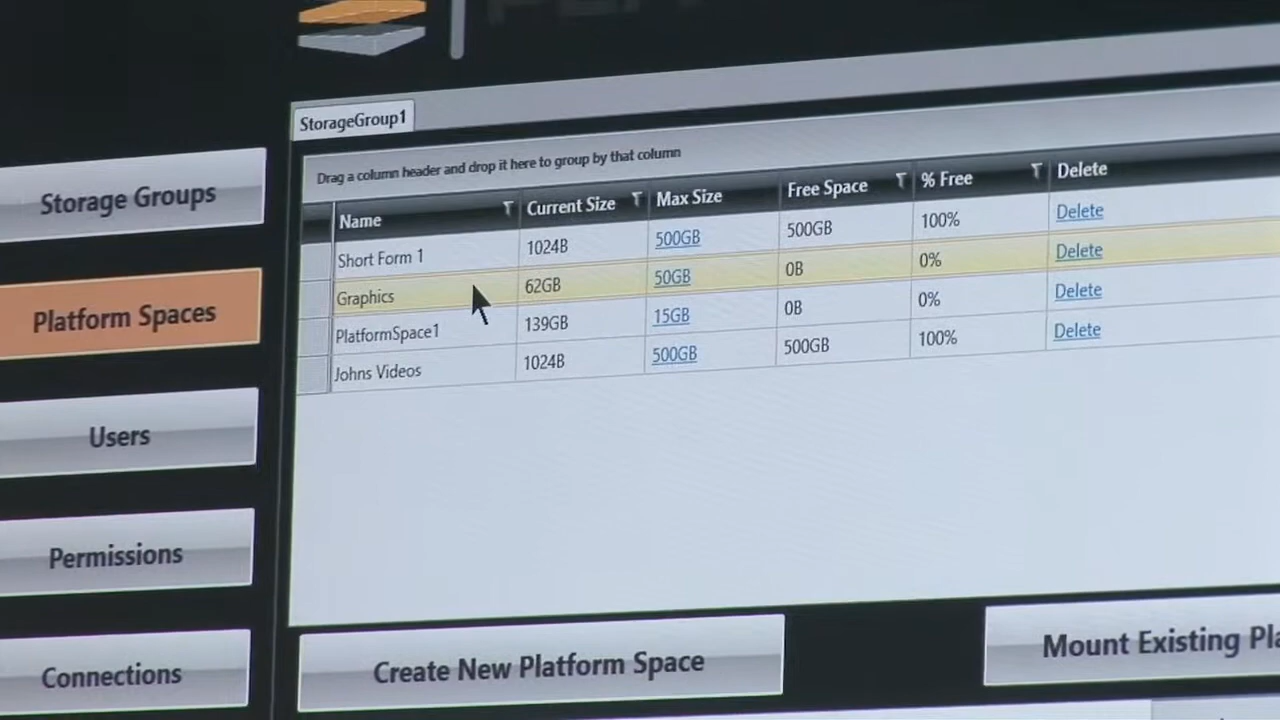 StorageGroup1
Drag a column header and drop it here to group by that column
Name Current Size Max Size Free Space % Free Delete
Short Form 1 1024B 500GB 500GB 100% Delete
Graphics 62GB 50GB 0B 0% Delete
PlatformSpace1 139GB 15GB 0B 0% Delete
Johns Videos 1024B 500GB 500GB 100% Delete
Storage Groups
Platform Spaces
Users
Permissions
Connections
Create New Platform Space
Mount Existing